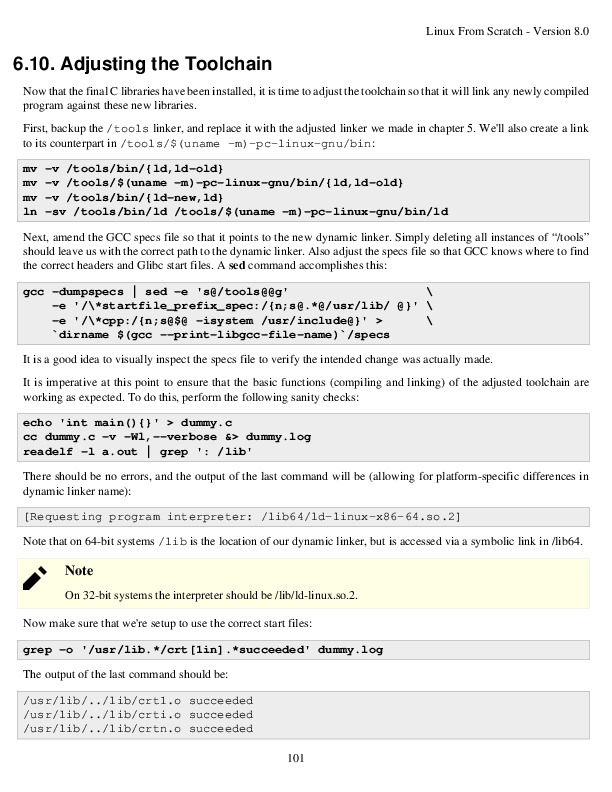 Linux From Scratch - Version 8.0
6.10. Adjusting the Toolchain
Now that the final C libraries have been installed, it is time to adjust the toolchain so that it will link any newly compiled
program against these new libraries.
First, backup the /tools linker, and replace it with the adjusted linker we made in chapter 5. We'll also create a link
to its counterpart in /tools/$(uname -m)-pc-linux-gnu/bin:
mv -v /tools/bin/{ld,ld-old}
mv -v /tools/$(uname -m)-pc-linux-gnu/bin/{ld,ld-old}
mv -v /tools/bin/{ld-new,ld}
ln -sv /tools/bin/ld /tools/$(uname -m)-pc-linux-gnu/bin/ld
Next, amend the GCC specs file so that it points to the new dynamic linker. Simply deleting all instances of “/tools”
should leave us with the correct path to the dynamic linker. Also adjust the specs file so that GCC knows where to find
the correct headers and Glibc start files. A sed command accomplishes this:
gcc -dumpspecs | sed -e 's@/tools@@g' \
-e '/\*startfile_prefix_spec:/{n;s@.*@/usr/lib/ @}' \
-e '/\*cpp:/{n;s@$@ -isystem /usr/include@}' > \
`dirname $(gcc --print-libgcc-file-name)`/specs
It is a good idea to visually inspect the specs file to verify the intended change was actually made.
It is imperative at this point to ensure that the basic functions (compiling and linking) of the adjusted toolchain are
working as expected. To do this, perform the following sanity checks:
echo 'int main(){}' > dummy.c
cc dummy.c -v -Wl,--verbose &> dummy.log
readelf -l a.out | grep ': /lib'
There should be no errors, and the output of the last command will be (allowing for platform-specific differences in
dynamic linker name):
[Requesting program interpreter: /lib64/ld-linux-x86-64.so.2]
Note that on 64-bit systems /lib is the location of our dynamic linker, but is accessed via a symbolic link in /lib64.
Note
On 32-bit systems the interpreter should be /lib/ld-linux.so.2.
Now make sure that we're setup to use the correct start files:
grep -o '/usr/lib.*/crt[1in].*succeeded' dummy.log
The output of the last command should be:
/usr/lib/../lib/crt1.o succeeded
/usr/lib/../lib/crti.o succeeded
/usr/lib/../lib/crtn.o succeeded
101